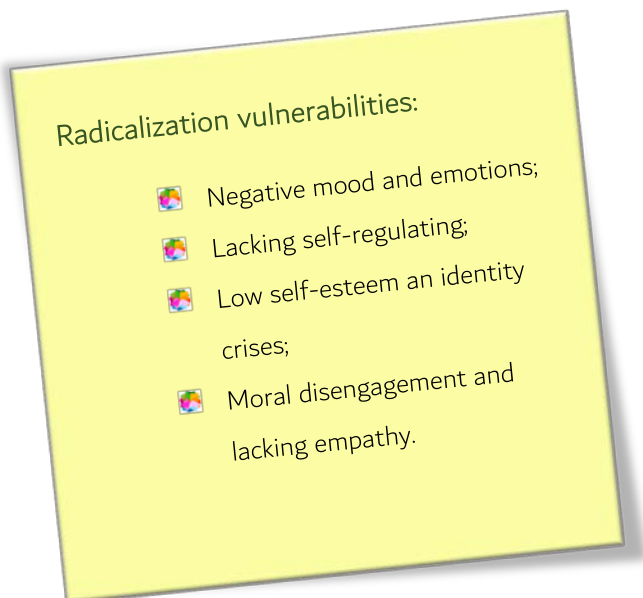 Radicalization vulnerabilities:
Negative mood and emotions;
Lacking self-regulating;
Low self-esteem an identity
crises;
Moral disengagement and
lacking empathy.